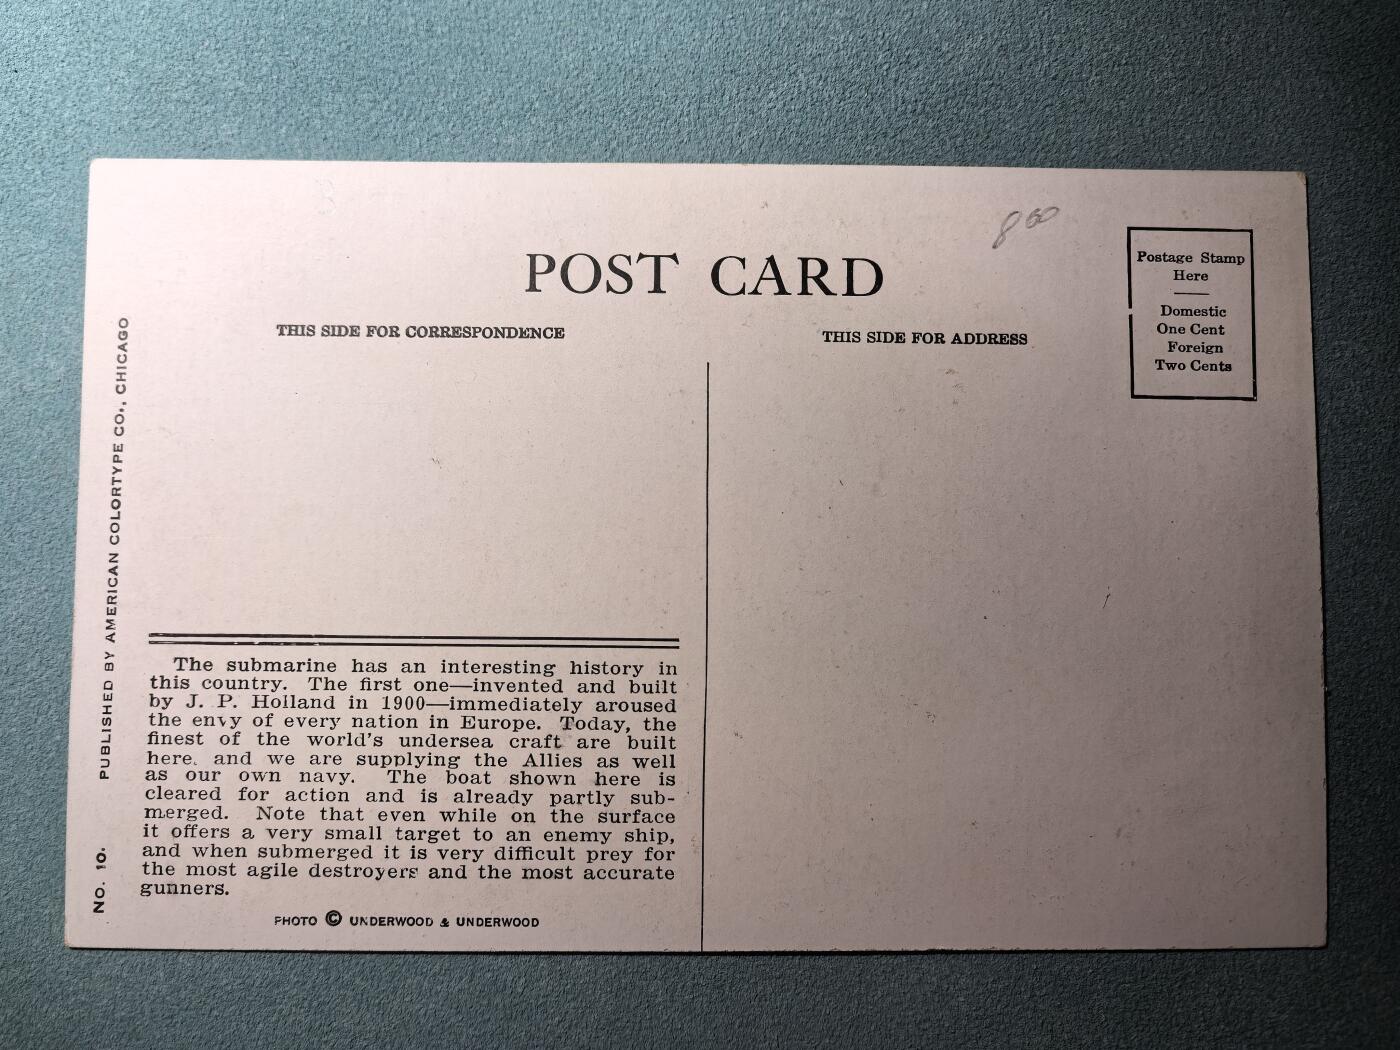 POST CARD
8 00
THIS SIDE FOR CORRESPONDENCE
THIS SIDE FOR ADDRESS
Postage Stamp
Here
Domestic
One Cent
Foreign
Two Cents
PUBLISHED BY AMERICAN COLORTYPE CO., CHICAGO
NO. 10.
The submarine has an interesting history in
this country. The first one—invented and built
by J. P. Holland in 1900—immediately aroused
the envy of every nation in Europe. Today, the
finest of the world's undersea craft are built
here, and we are supplying the Allies as well
as our own navy. The boat shown here is
cleared for action and is already partly sub-
merged. Note that even while on the surface
it offers a very small target to an enemy ship,
and when submerged it is very difficult prey for
the most agile destroyers and the most accurate
gunners.
PHOTO © UNDERWOOD & UNDERWOOD